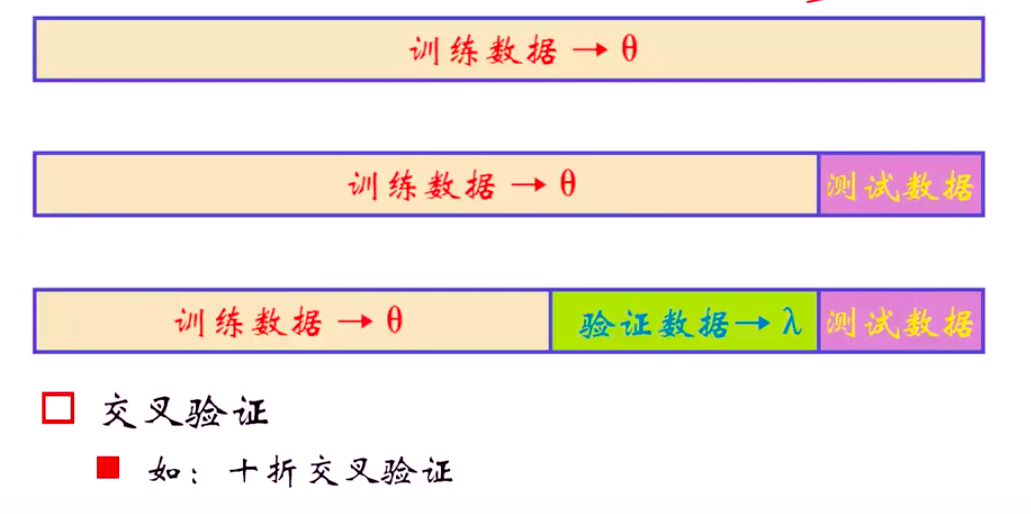 训练数据 → θ
训练数据 → θ 测试数据
训练数据 → θ 验证数据 → λ 测试数据
交叉验证
如：十折交叉验证